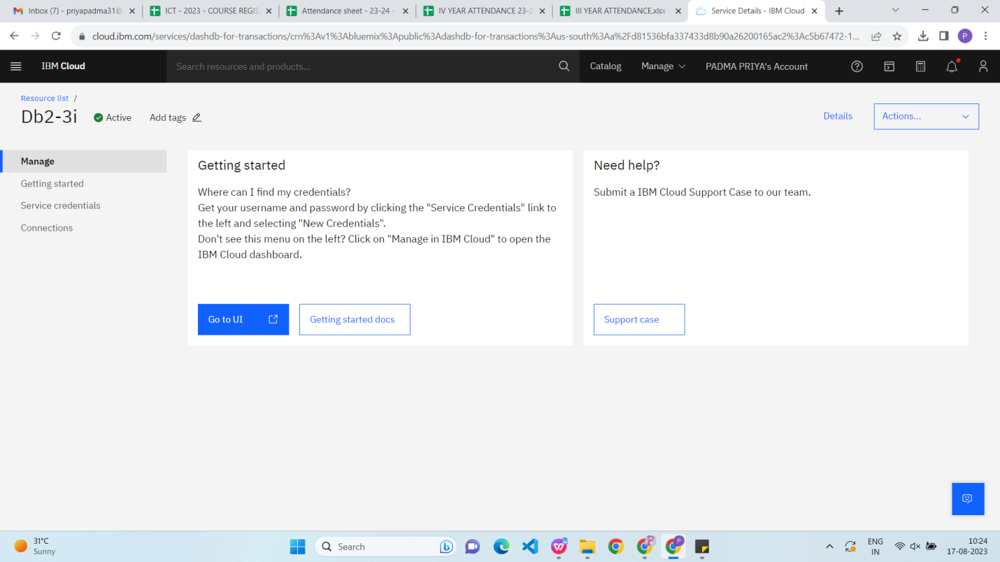 Inbox (7) - priyapadma31@
ICT - 2023 - COURSE REGIS
Attendance sheet - 23-24 -
IV YEAR ATTENDANCE 23-2
III YEAR ATTENDANCE.xlsx
Service Details - IBM Cloud
cloud.ibm.com/services/dashdb-for-transactions/crn%3Av1%3Abluemix%3Apublic%3Adashdb-for-transactions%3Aus-south%3Aa%2Fd81536bfa337433d8b90a26200165ac2%3Ac5b67472-1...
P
IBM Cloud
Search resources and products...
Catalog
Manage
PADMA PRIYA's Account
Resource list /
Db2-3i
Active
Add tags
Details
Actions...
Manage
Getting started
Service credentials
Connections
Getting started
Where can I find my credentials?
Get your username and password by clicking the "Service Credentials" link to
the left and selecting "New Credentials".
Don't see this menu on the left? Click on "Manage in IBM Cloud" to open the
IBM Cloud dashboard.
Go to UI
Getting started docs
Need help?
Submit a IBM Cloud Support Case to our team.
Support case
31°C
Sunny
Search
ENG
IN
10:24
17-08-2023